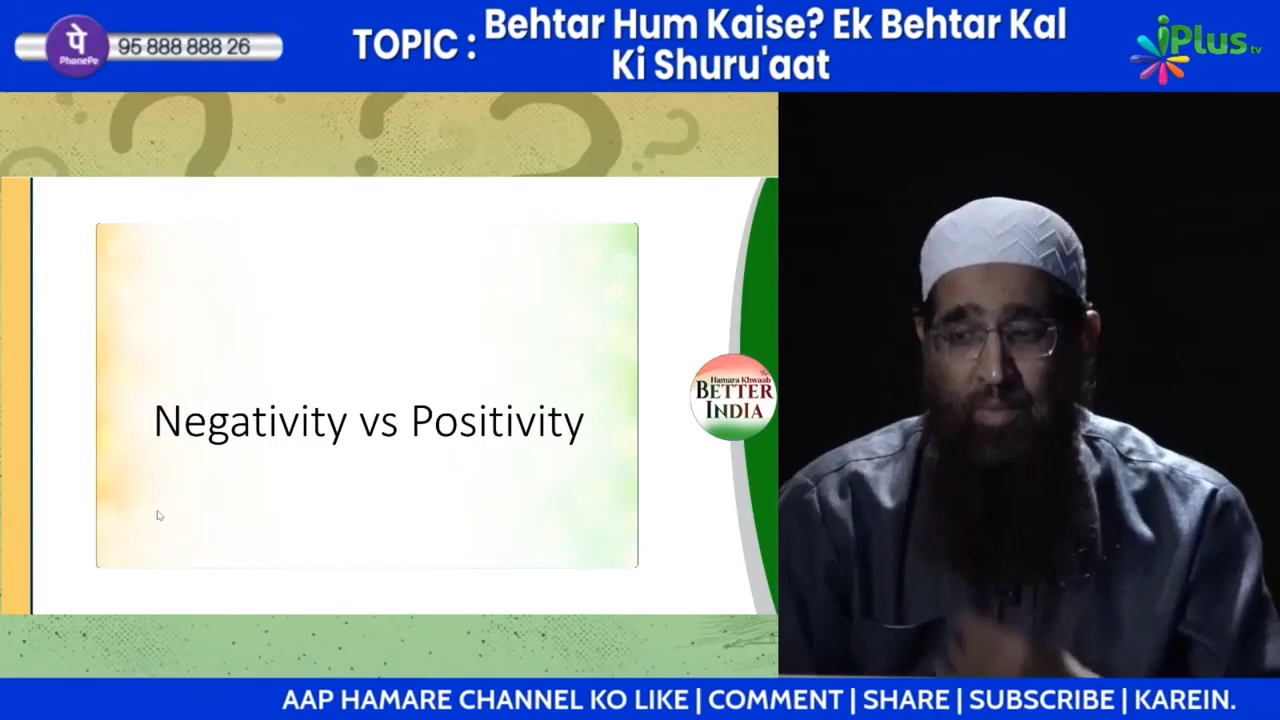 पे
PhonePe
95 888 888 26
TOPIC :
Behtar Hum Kaise? Ek Behtar Kal
Ki Shuru'aat
iPlus tv
Negativity vs Positivity
Hamara Khwaab
BETTER
INDIA
AAP HAMARE CHANNEL KO LIKE | COMMENT | SHARE | SUBSCRIBE | KAREIN.